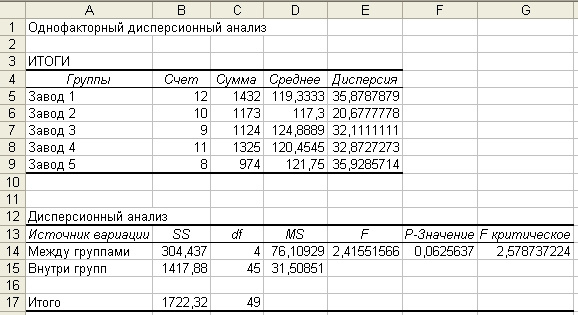 A B C D E F G
1 Однофакторный дисперсионный анализ
2
3 ИТОГИ
4 Группы Счет Сумма Среднее Дисперсия
5 Завод 1 12 1432 119,3333 35,8787879
6 Завод 2 10 1173 117,3 20,6777778
7 Завод 3 9 1124 124,8889 32,1111111
8 Завод 4 11 1325 120,4545 32,8727273
9 Завод 5 8 974 121,75 35,9285714
10
11
12 Дисперсионный анализ
13 Источник вариации SS df MS F P-Значение F критическое
14 Между группами 304,437 4 76,10929 2,41551566 0,0625637 2,578737224
15 Внутри групп 1417,88 45 31,50851
16
17 Итого 1722,32 49